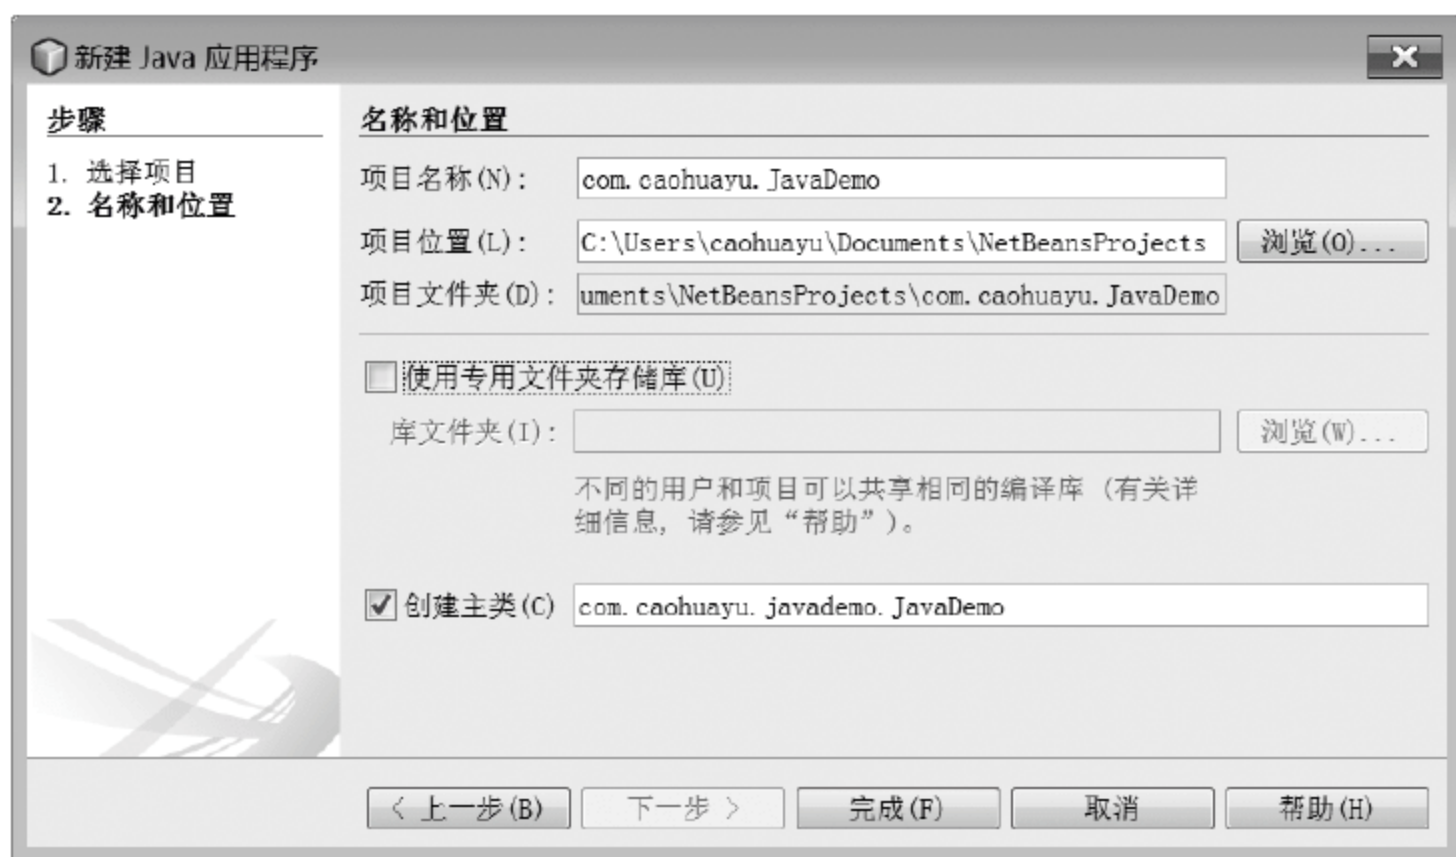 新建 Java 应用程序
步骤
1. 选择项目
2. 名称和位置
名称和位置
项目名称(N): com.caohuayu.JavaDemo
项目位置(L): C:\Users\caohuayu\Documents\NetBeansProjects 浏览(O)...
项目文件夹(D): uments\NetBeansProjects\com.caohuayu.JavaDemo
使用专用文件夹存储库(U)
库文件夹(I): 浏览(W)...
不同的用户和项目可以共享相同的编译库 (有关详
细信息, 请参见“帮助”)。
创建主类(C) com.caohuayu.javademo.JavaDemo
< 上一步(B) 下一步 > 完成(F) 取消 帮助(H)